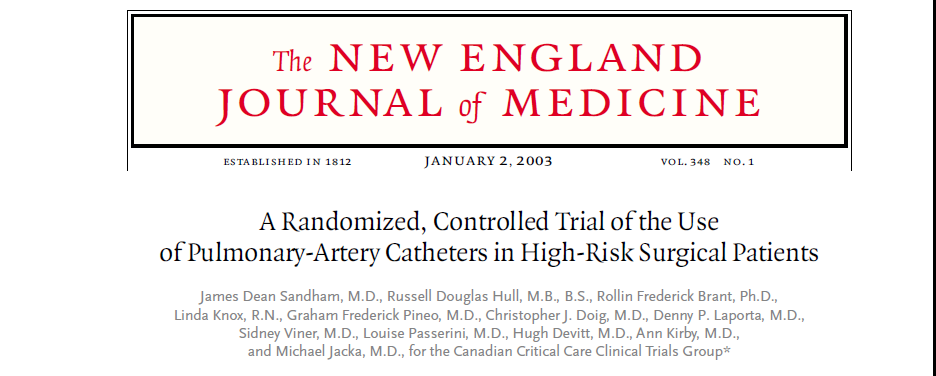 The NEW ENGLAND
JOURNAL of MEDICINE
ESTABLISHED IN 1812 JANUARY 2, 2003 VOL. 348 NO. 1
A Randomized, Controlled Trial of the Use
of Pulmonary-Artery Catheters in High-Risk Surgical Patients
James Dean Sandham, M.D., Russell Douglas Hull, M.B., B.S., Rollin Frederick Brant, Ph.D.,
Linda Knox, R.N., Graham Frederick Pineo, M.D., Christopher J. Doig, M.D., Denny P. Laporta, M.D.,
Sidney Viner, M.D., Louise Passerini, M.D., Hugh Devitt, M.D., Ann Kirby, M.D.,
and Michael Jacka, M.D., for the Canadian Critical Care Clinical Trials Group*